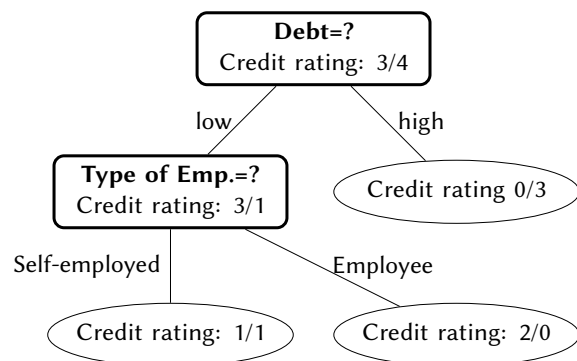 Debt=?
Credit rating: 3/4
low
high
Type of Emp.=?
Credit rating: 3/1
Credit rating 0/3
Self-employed
Employee
Credit rating: 1/1
Credit rating: 2/0